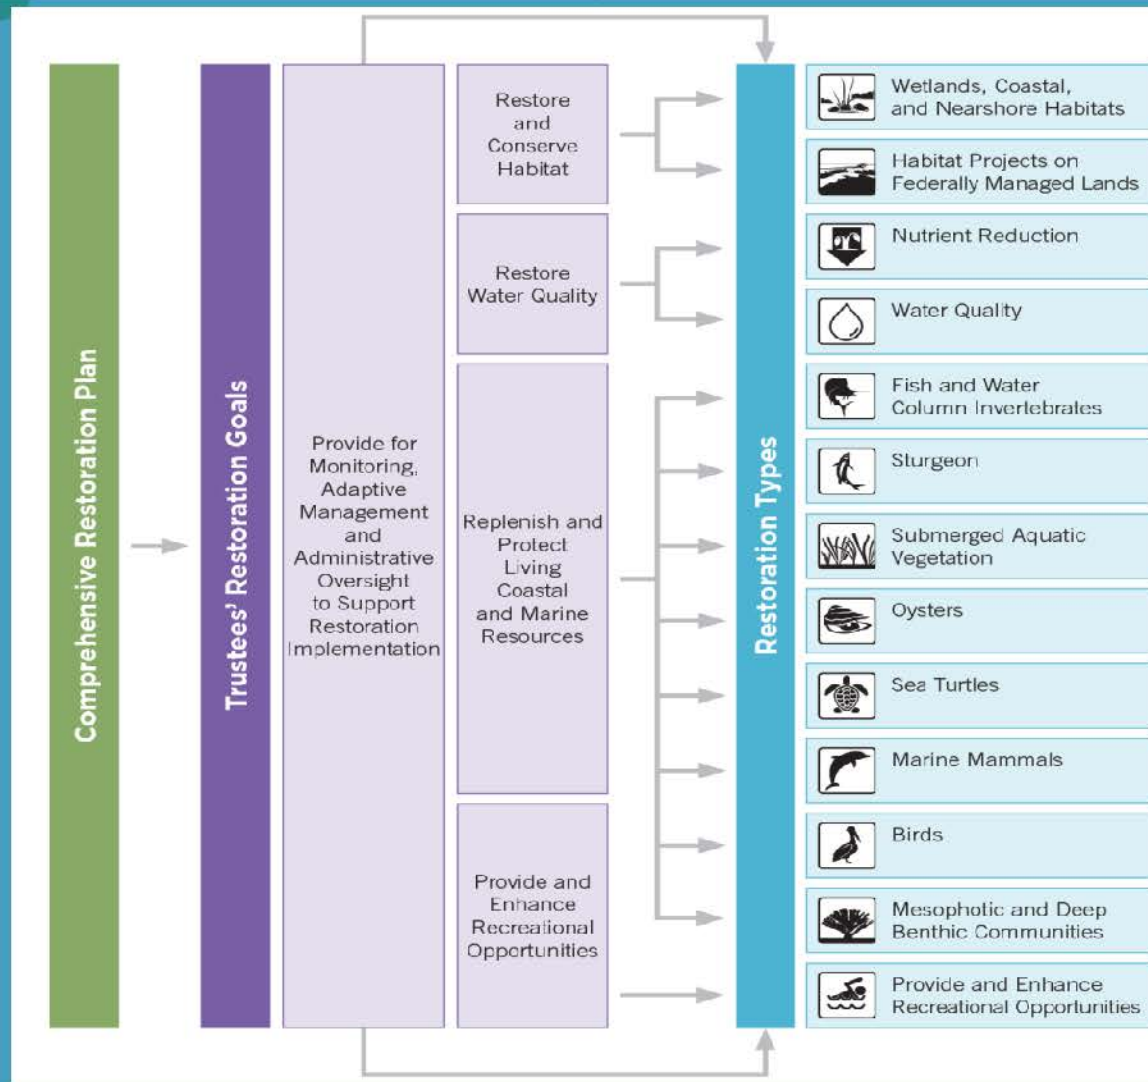 Comprehensive Restoration Plan
Trustees' Restoration Goals
Provide for
Monitoring,
Adaptive
Management
and
Administrative
Oversight
to Support
Restoration
Implementation
Restore
and
Conserve
Habitat
Restore
Water Quality
Replenish and
Protect
Living
Coastal
and Marine
Resources
Provide and
Enhance
Recreational
Opportunities
Restoration Types
Wetlands, Coastal,
and Nearshore Habitats
Habitat Projects on
Federally Managed Lands
Nutrient Reduction
Water Quality
Fish and Water
Column Invertebrates
Sturgeon
Submerged Aquatic
Vegetation
Oysters
Sea Turtles
Marine Mammals
Birds
Mesophotic and Deep
Benthic Communities
Provide and Enhance
Recreational Opportunities